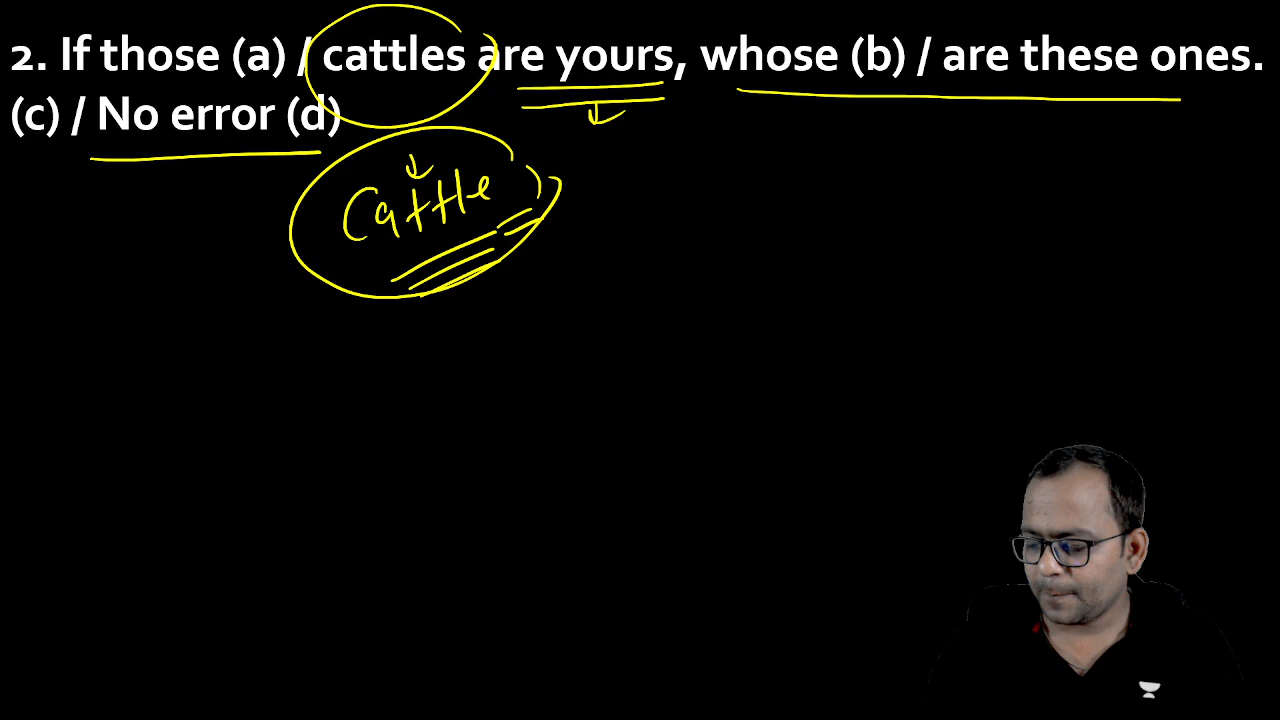 2. If those (a) / cattles are yours, whose (b) / are these ones.
(c) / No error (d)
Cattle